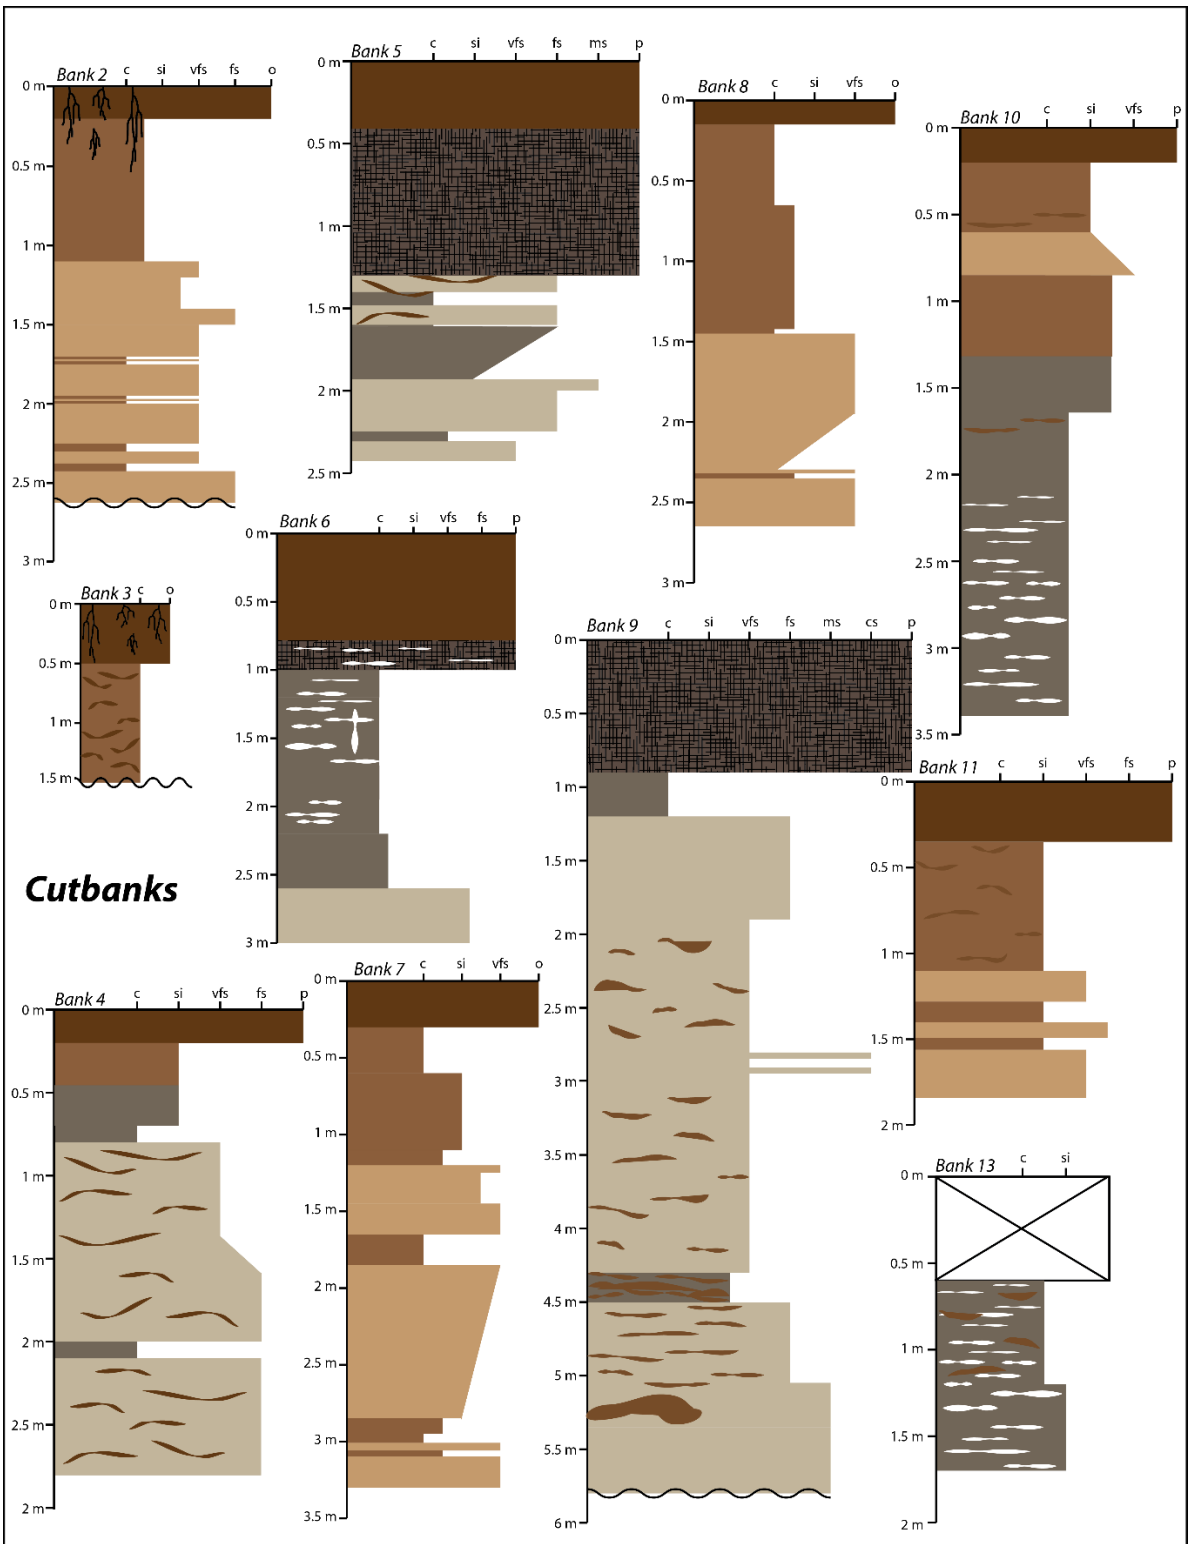 Bank 2 c si vfs fs o
0 m
0.5 m
1 m
1.5 m
2 m
2.5 m
3 m
Bank 5 c si vfs fs ms p
0 m
0.5 m
1 m
1.5 m
2 m
2.5 m
Bank 8 c si vfs o
0 m
0.5 m
1 m
1.5 m
2 m
2.5 m
3 m
Bank 10 c si vfs p
0 m
0.5 m
1 m
1.5 m
2 m
2.5 m
3 m
3.5 m
Bank 3 c o
0 m
0.5 m
1 m
1.5 m
Bank 6 c si vfs fs p
0 m
0.5 m
1 m
1.5 m
2 m
2.5 m
3 m
Bank 9 c si vfs fs ms cs p
0 m
0.5 m
1 m
1.5 m
2 m
2.5 m
3 m
3.5 m
4 m
4.5 m
5 m
5.5 m
6 m
Bank 11 c si vfs fs p
0 m
0.5 m
1 m
1.5 m
2 m
Cutbanks
Bank 4 c si vfs fs p
0 m
0.5 m
1 m
1.5 m
2 m
2.5 m
2 m
Bank 7 c si vfs o
0 m
0.5 m
1 m
1.5 m
2 m
2.5 m
3 m
3.5 m
Bank 13 c si
0 m
0.5 m
1 m
1.5 m
2 m